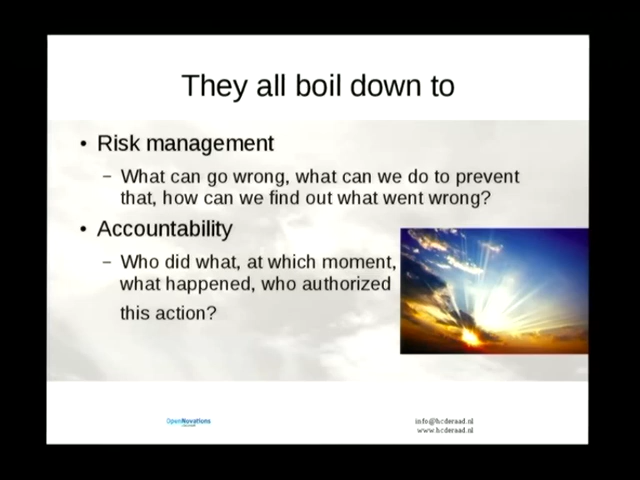 They all boil down to
• Risk management
– What can go wrong, what can we do to prevent
that, how can we find out what went wrong?
• Accountability
– Who did what, at which moment,
what happened, who authorized
this action?
OpenNovations
info@hcderaad.nl
www.hcderaad.nl